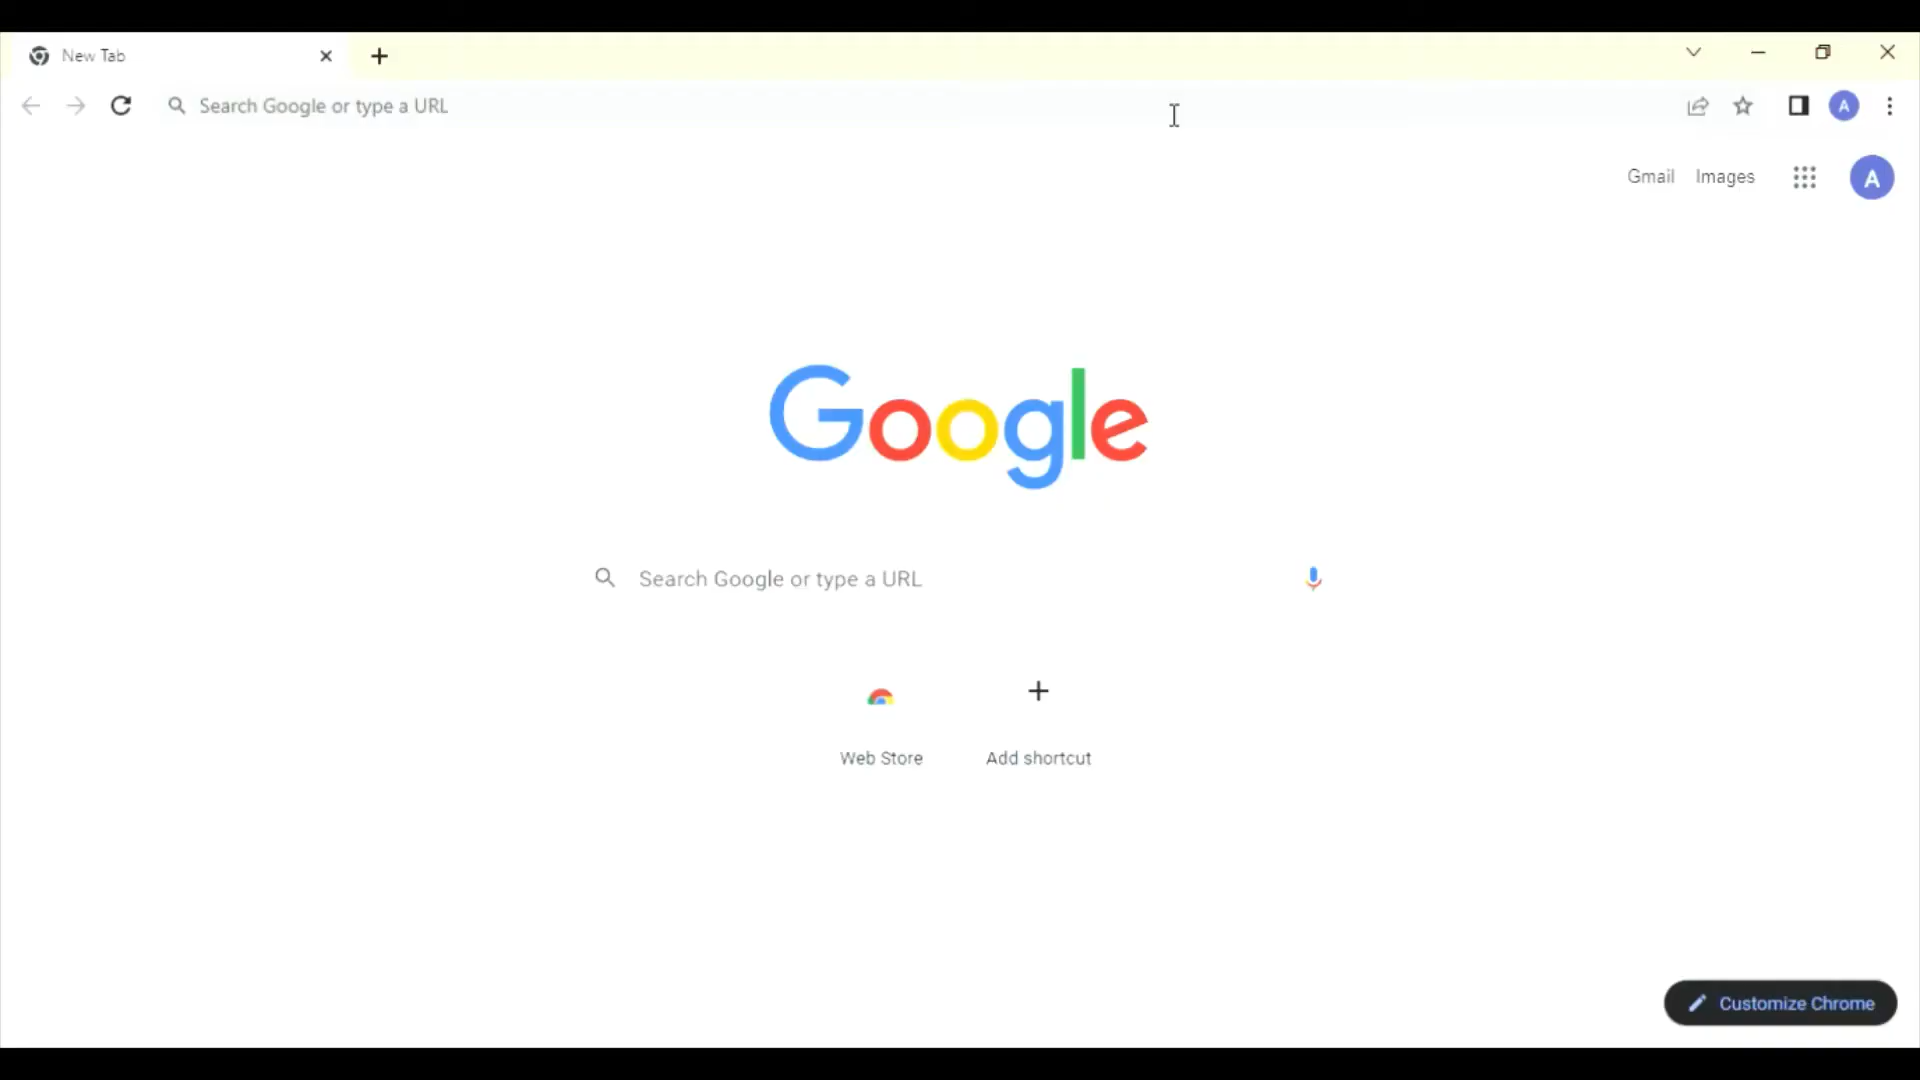 New Tab
Search Google or type a URL
A
Gmail
Images
A
Google
Search Google or type a URL
Web Store
Add shortcut
Customize Chrome